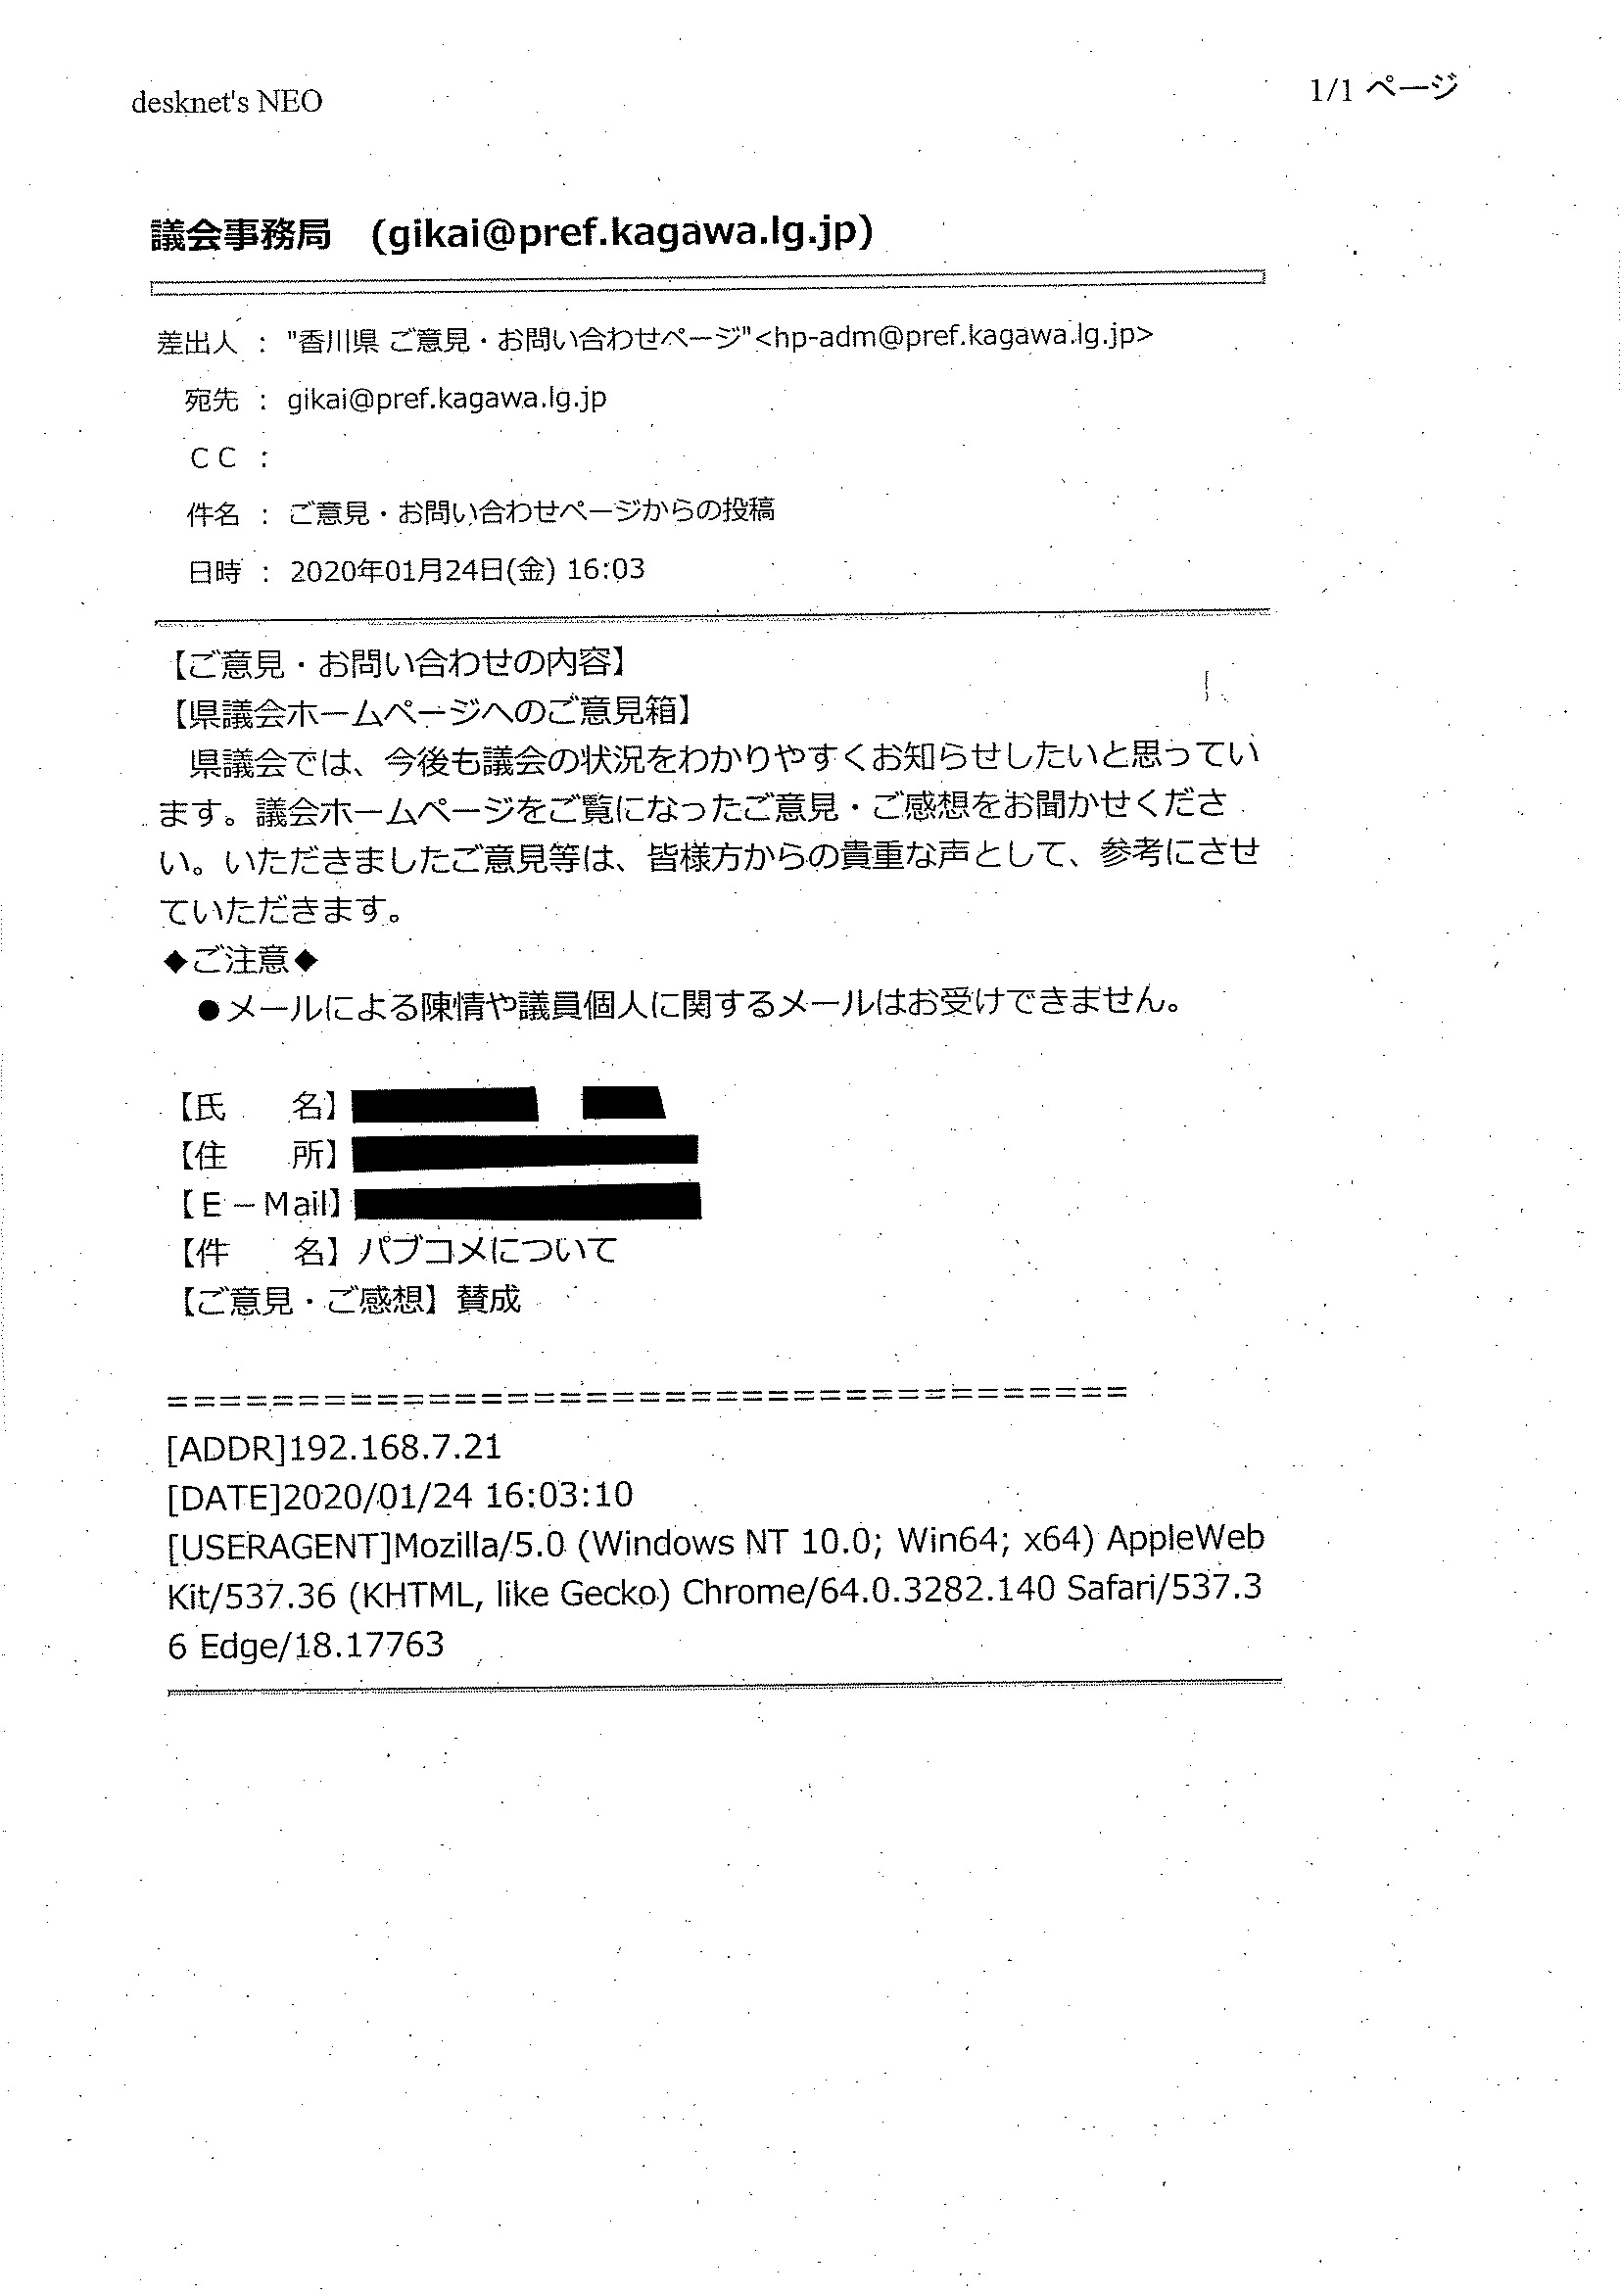 desknet's NEO
1/1 ページ
議会事務局　(gikai@pref.kagawa.lg.jp)
差出人 ： "香川県 ご意見・お問い合わせページ"<hp-adm@pref.kagawa.lg.jp>
宛先 ： gikai@pref.kagawa.lg.jp
ＣＣ ：
件名 ： ご意見・お問い合わせページからの投稿
日時 ： 2020年01月24日(金) 16:03
【ご意見・お問い合わせの内容】
【県議会ホームページへのご意見箱】
　県議会では、今後も議会の状況をわかりやすくお知らせしたいと思ってい
ます。議会ホームページをご覧になったご意見・ご感想をお聞かせくださ
い。いただきましたご意見等は、皆様方からの貴重な声として、参考にさせ
ていただきます。
◆ご注意◆
　●メールによる陳情や議員個人に関するメールはお受けできません。
【氏　　名】
【住　　所】
【Ｅ－Mail】
【件　　名】パブコメについて
【ご意見・ご感想】賛成
=====================================
[ADDR]192.168.7.21
[DATE]2020/01/24 16:03:10
[USERAGENT]Mozilla/5.0 (Windows NT 10.0; Win64; x64) AppleWeb
Kit/537.36 (KHTML, like Gecko) Chrome/64.0.3282.140 Safari/537.3
6 Edge/18.17763